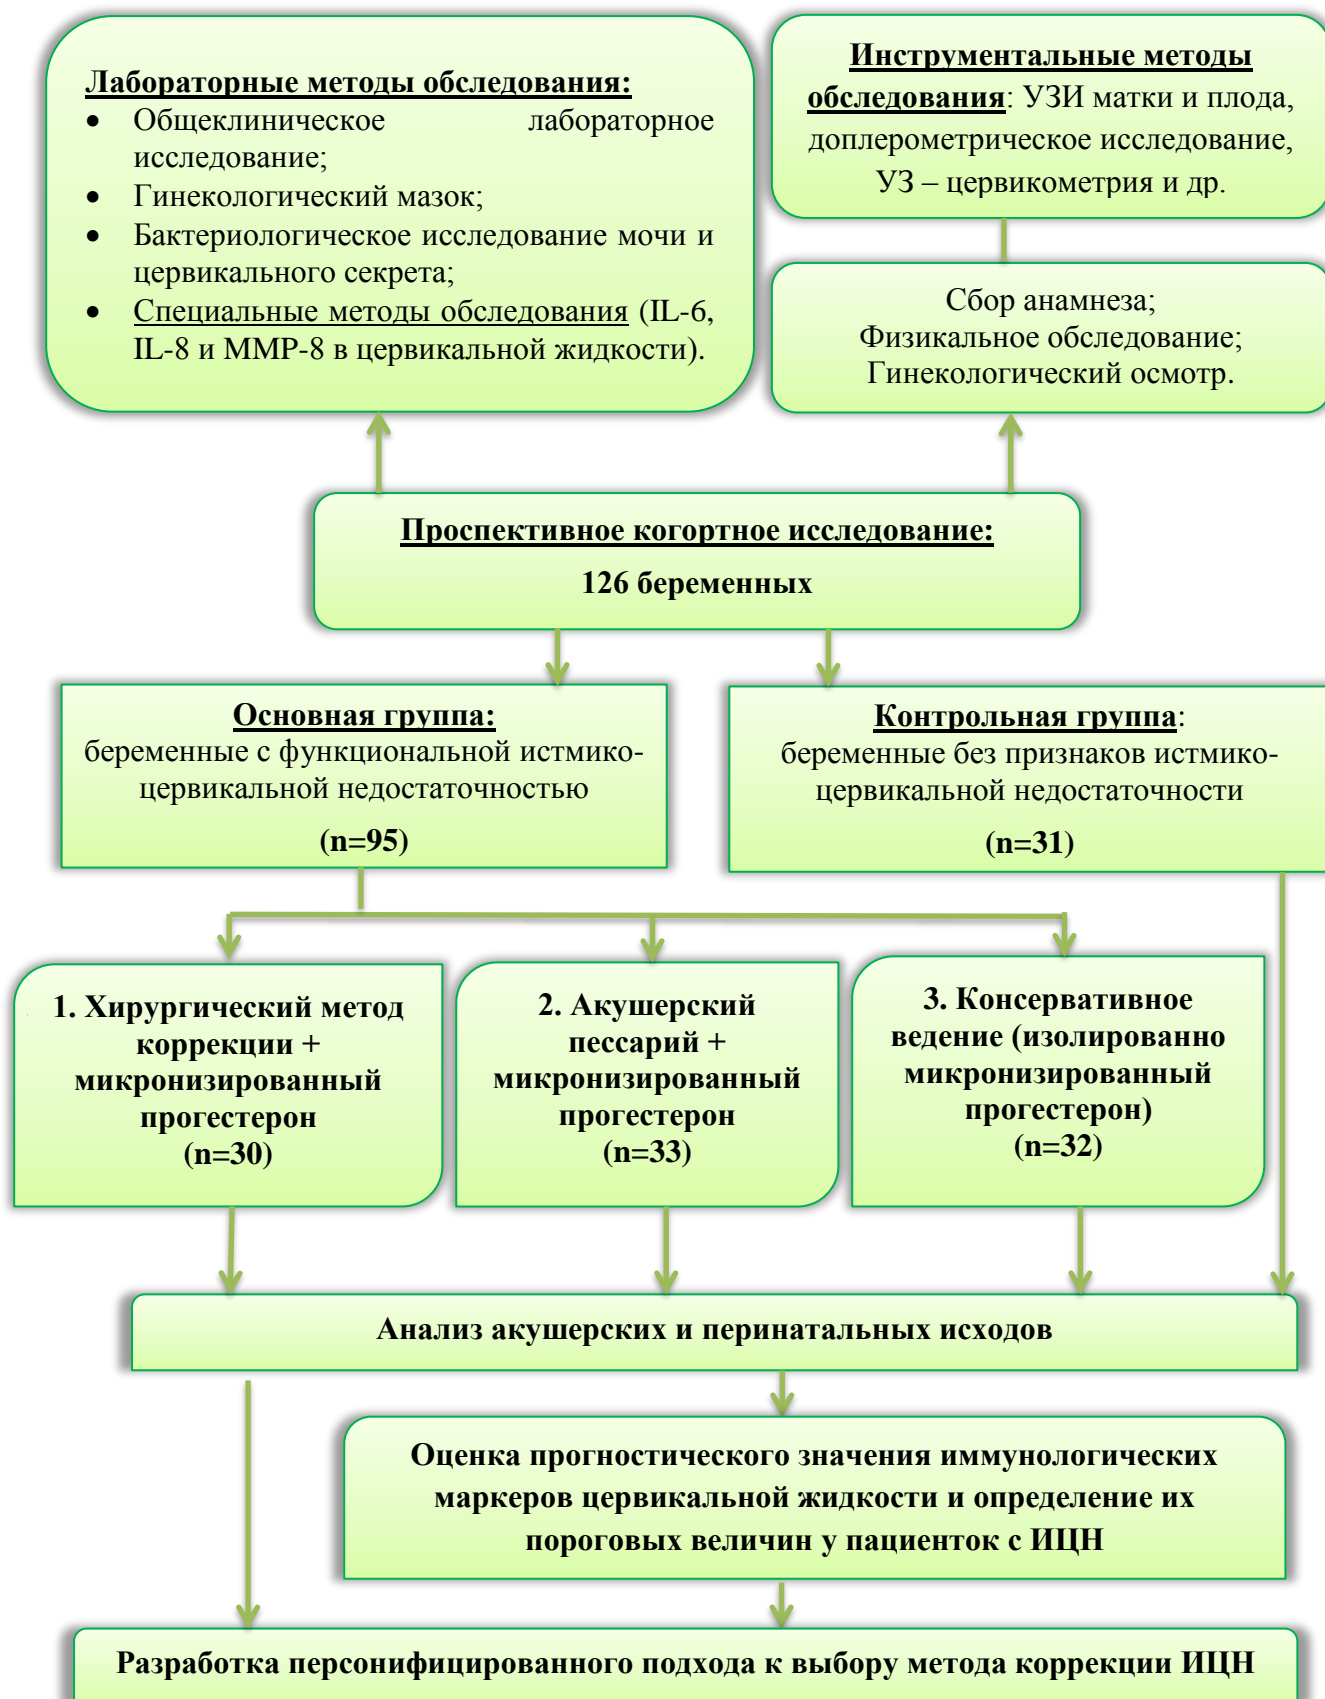 Лабораторные методы обследования:
• Общеклиническое лабораторное
исследование;
• Гинекологический мазок;
• Бактериологическое исследование мочи и
цервикального секрета;
• Специальные методы обследования (IL-6,
IL-8 и ММР-8 в цервикальной жидкости).
Инструментальные методы
обследования: УЗИ матки и плода,
доплерометрическое исследование,
УЗ – цервикометрия и др.
Сбор анамнеза;
Физикальное обследование;
Гинекологический осмотр.
Проспективное когортное исследование:
126 беременных
Основная группа:
беременные с функциональной истмико-
цервикальной недостаточностью
(n=95)
Контрольная группа:
беременные без признаков истмико-
цервикальной недостаточности
(n=31)
1. Хирургический метод
коррекции +
микронизированный
прогестерон
(n=30)
2. Акушерский
пессарий +
микронизированный
прогестерон
(n=33)
3. Консервативное
ведение (изолированно
микронизированный
прогестерон)
(n=32)
Анализ акушерских и перинатальных исходов
Оценка прогностического значения иммунологических
маркеров цервикальной жидкости и определение их
пороговых величин у пациенток с ИЦН
Разработка персонифицированного подхода к выбору метода коррекции ИЦН